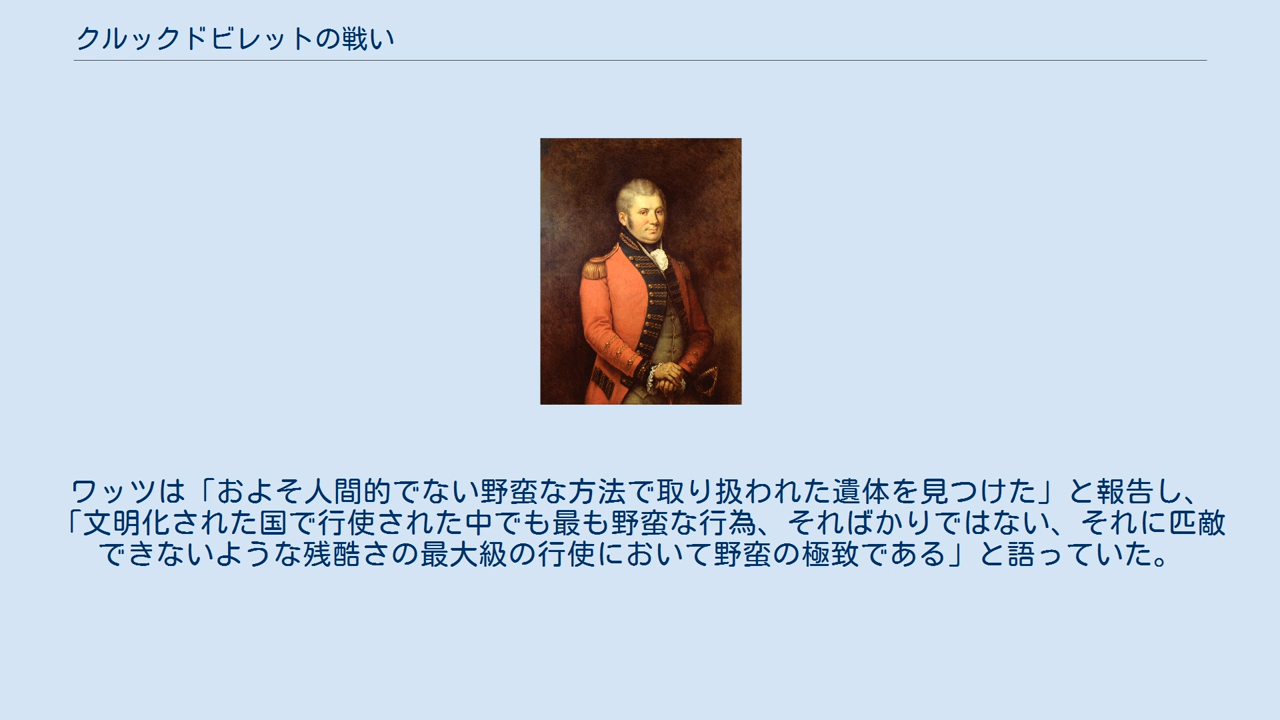 クルックドビレットの戦い
ワッツは「およそ人間的でない野蛮な方法で取り扱われた遺体を見つけた」と報告し、
「文明化された国で行使された中でも最も野蛮な行為、そればかりではない、それに匹敵
できないような残酷さの最大級の行使において野蛮の極致である」と語っていた。